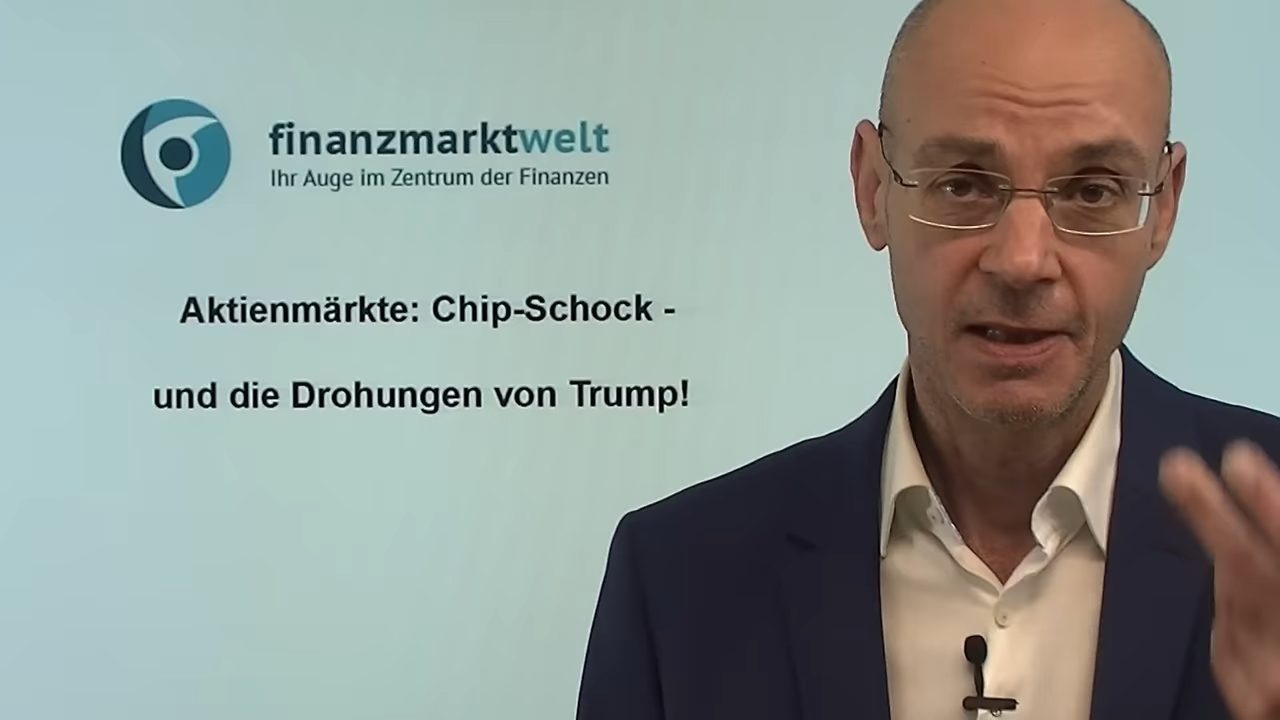 finanzmarktwelt
Ihr Auge im Zentrum der Finanzen
Aktienmärkte: Chip-Schock -
und die Drohungen von Trump!